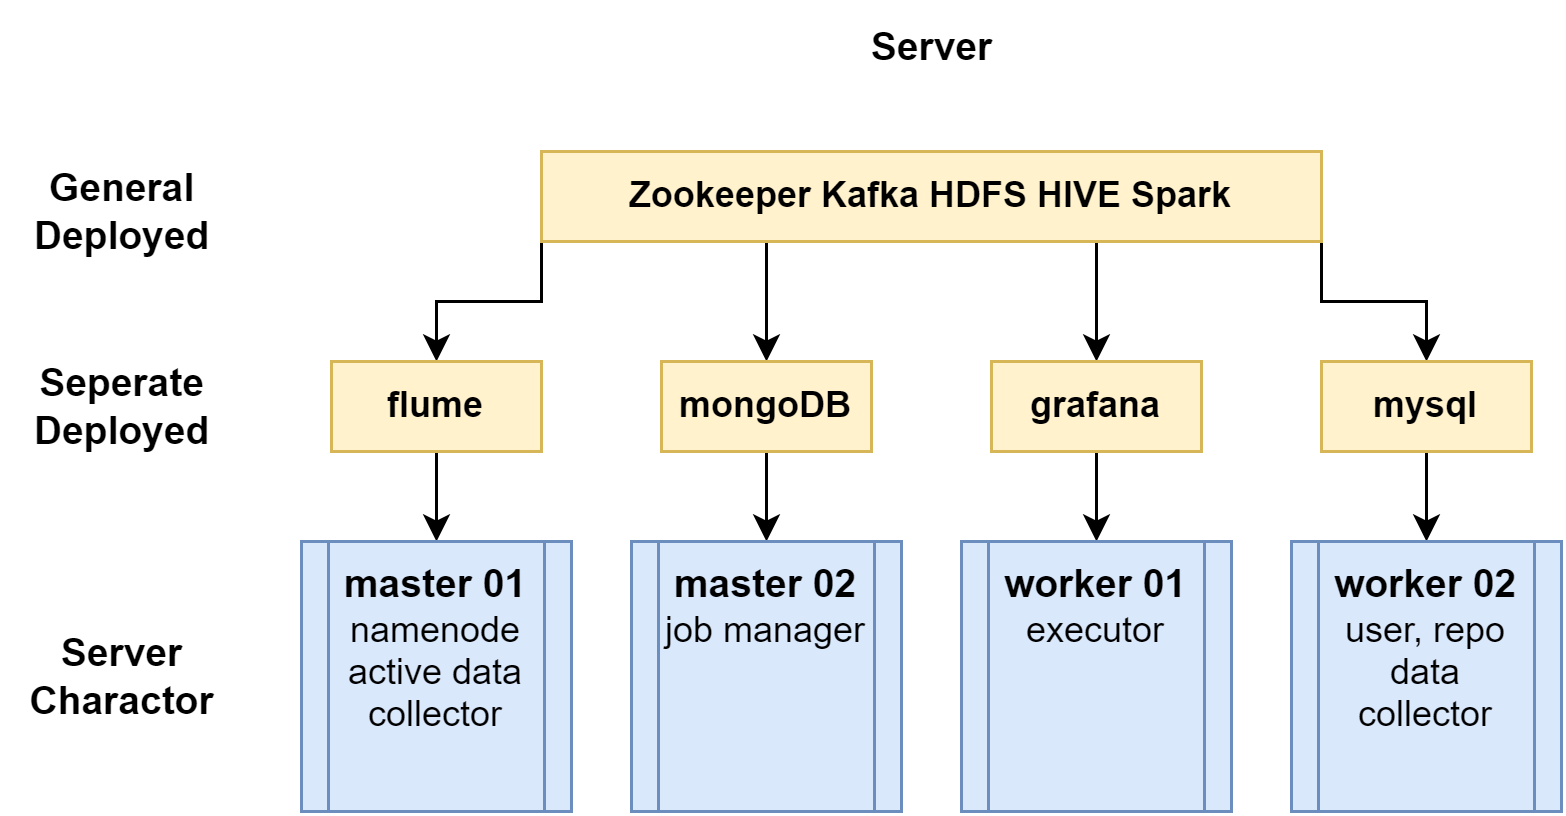 Server
General
Deployed
Zookeeper Kafka HDFS HIVE Spark
Seperate
Deployed
flume
mongoDB
grafana
mysql
Server
Charactor
master 01
namenode
active data
collector
master 02
job manager
worker 01
executor
worker 02
user, repo
data
collector